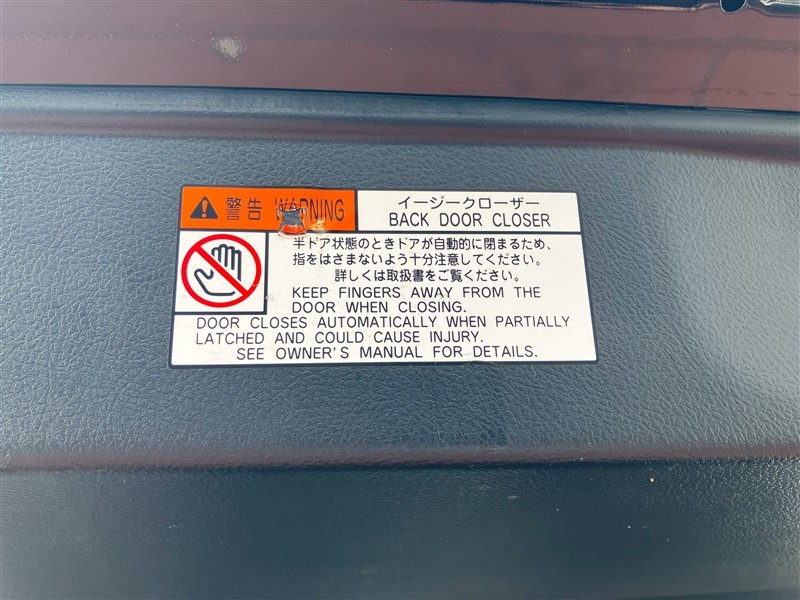 警告 WARNING
イージークローザー
BACK DOOR CLOSER
半ドア状態のときドアが自動的に閉まるため、
指をはさまないよう十分注意してください。
詳しくは取扱書をご覧ください。
KEEP FINGERS AWAY FROM THE
DOOR WHEN CLOSING.
DOOR CLOSES AUTOMATICALLY WHEN PARTIALLY
LATCHED AND COULD CAUSE INJURY.
SEE OWNER'S MANUAL FOR DETAILS.